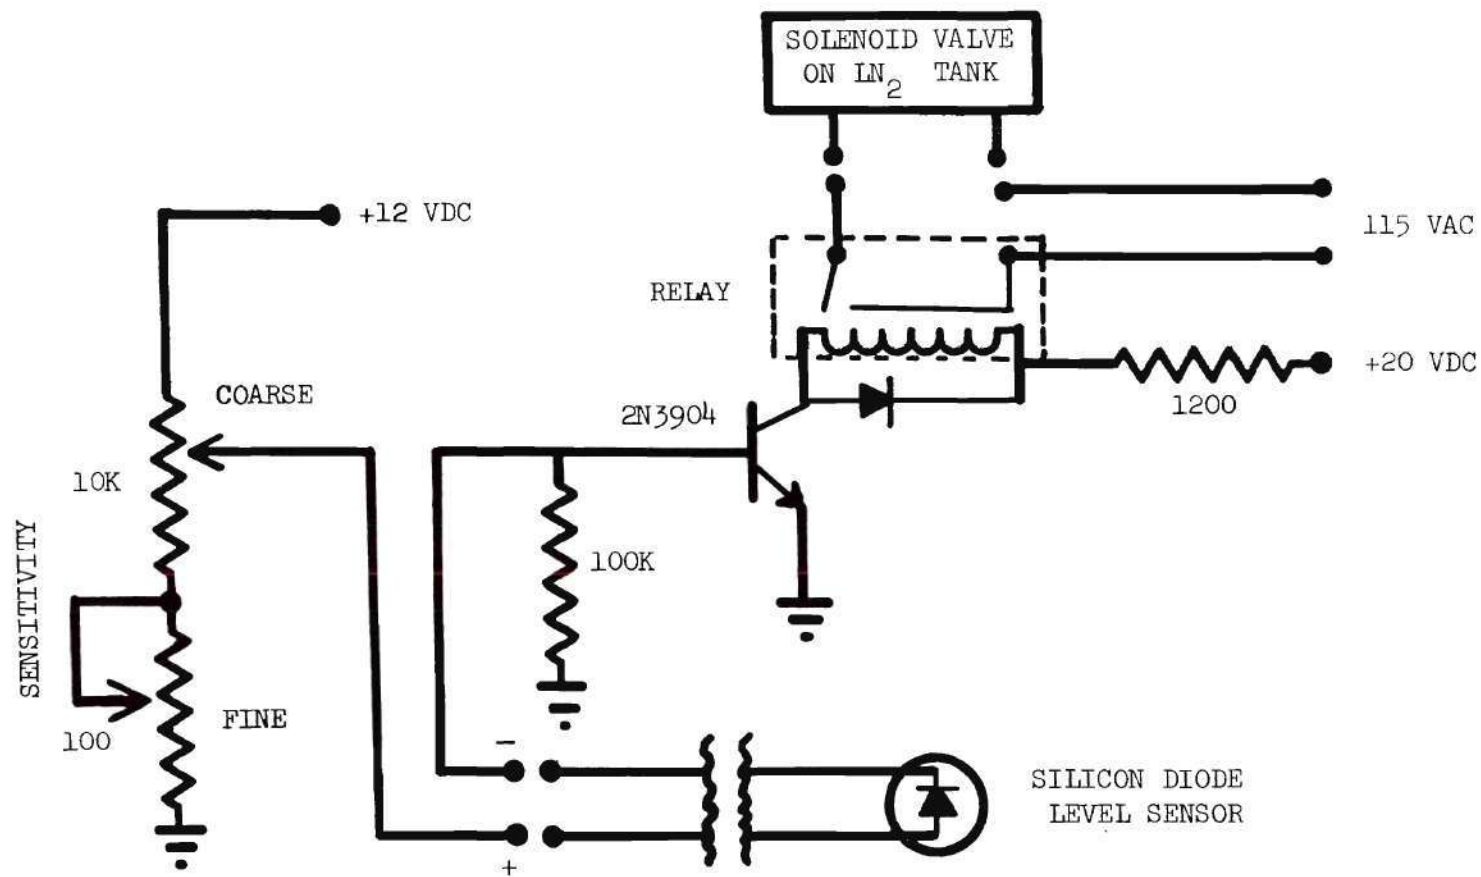 SOLENOID VALVE
ON LN2 TANK
+12 VDC
115 VAC
RELAY
+20 VDC
1200
COARSE
2N3904
10K
100K
SENSITIVITY
100
FINE
-
+
SILICON DIODE
LEVEL SENSOR